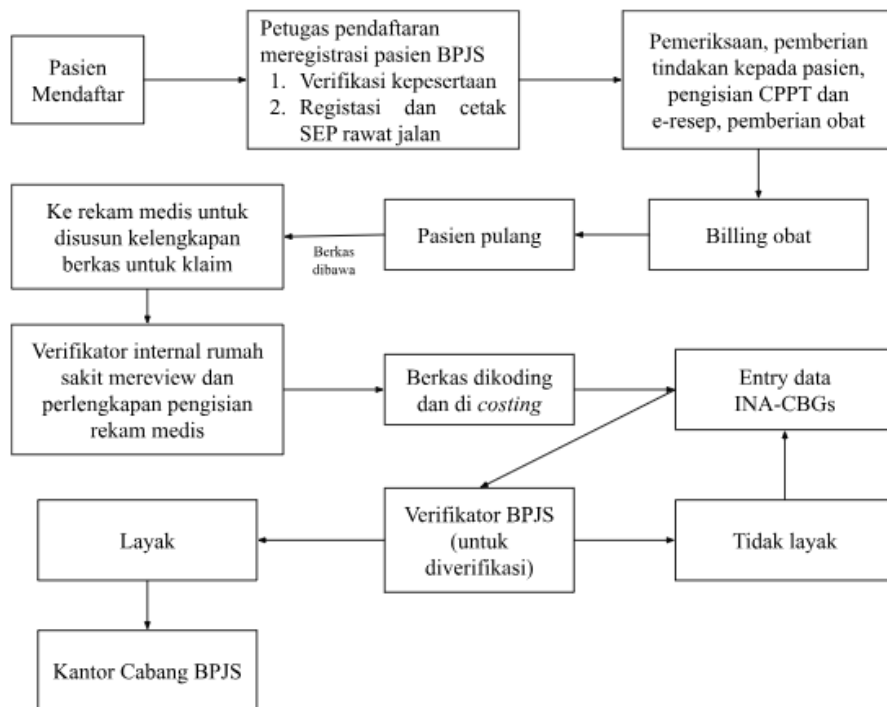 Pasien
Mendaftar
Petugas pendaftaran
meregistrasi pasien BPJS
1. Verifikasi kepesertaan
2. Registasi dan cetak
SEP rawat jalan
Pemeriksaan, pemberian
tindakan kepada pasien,
pengisian CPPT dan
e-resep, pemberian obat
Billing obat
Pasien pulang
Berkas
dibawa
Ke rekam medis untuk
disusun kelengkapan
berkas untuk klaim
Verifikator internal rumah
sakit mereview dan
perlengkapan pengisian
rekam medis
Berkas dikoding
dan di costing
Entry data
INA-CBGs
Verifikator BPJS
(untuk
diverifikasi)
Tidak layak
Layak
Kantor Cabang BPJS